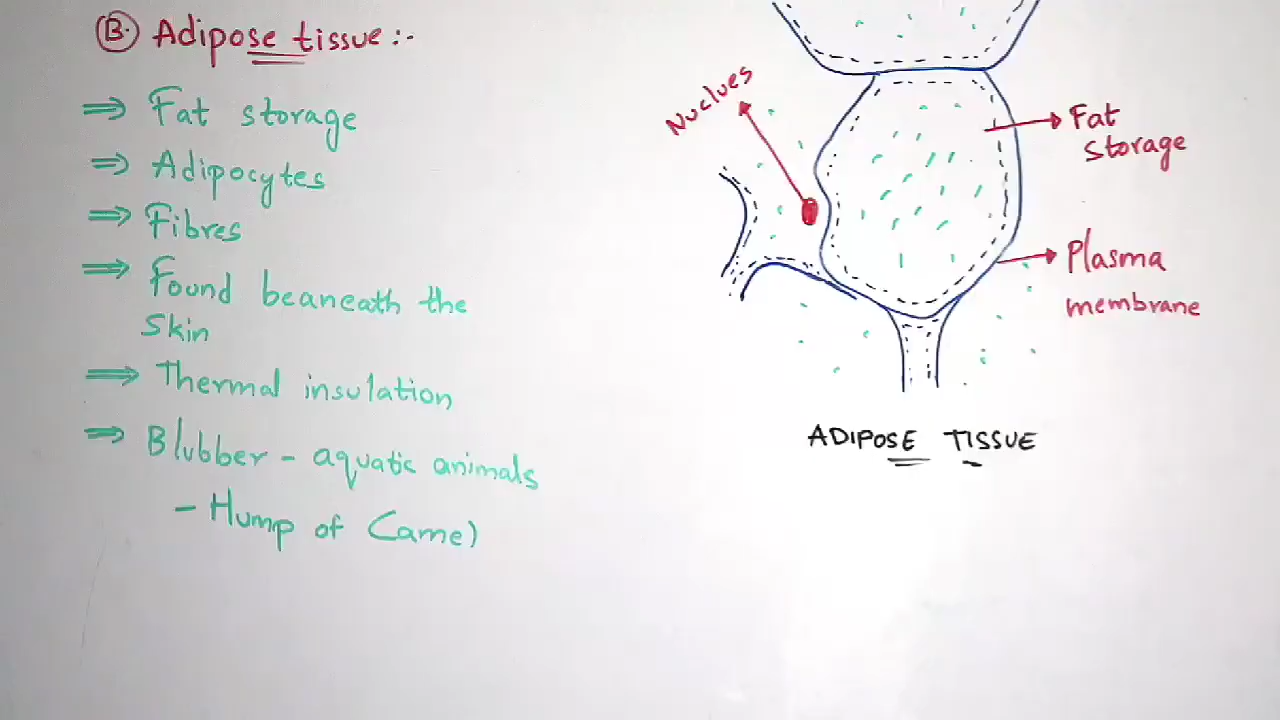 B. Adipose tissue :-
⇒ Fat storage
⇒ Adipocytes
⇒ Fibres
⇒ Found beaneath the
Skin
⇒ Thermal insulation
⇒ Blubber - aquatic animals
- Hump of Camel
Nuclues
Fat
storage
Plasma
membrane
ADIPOSE TISSUE